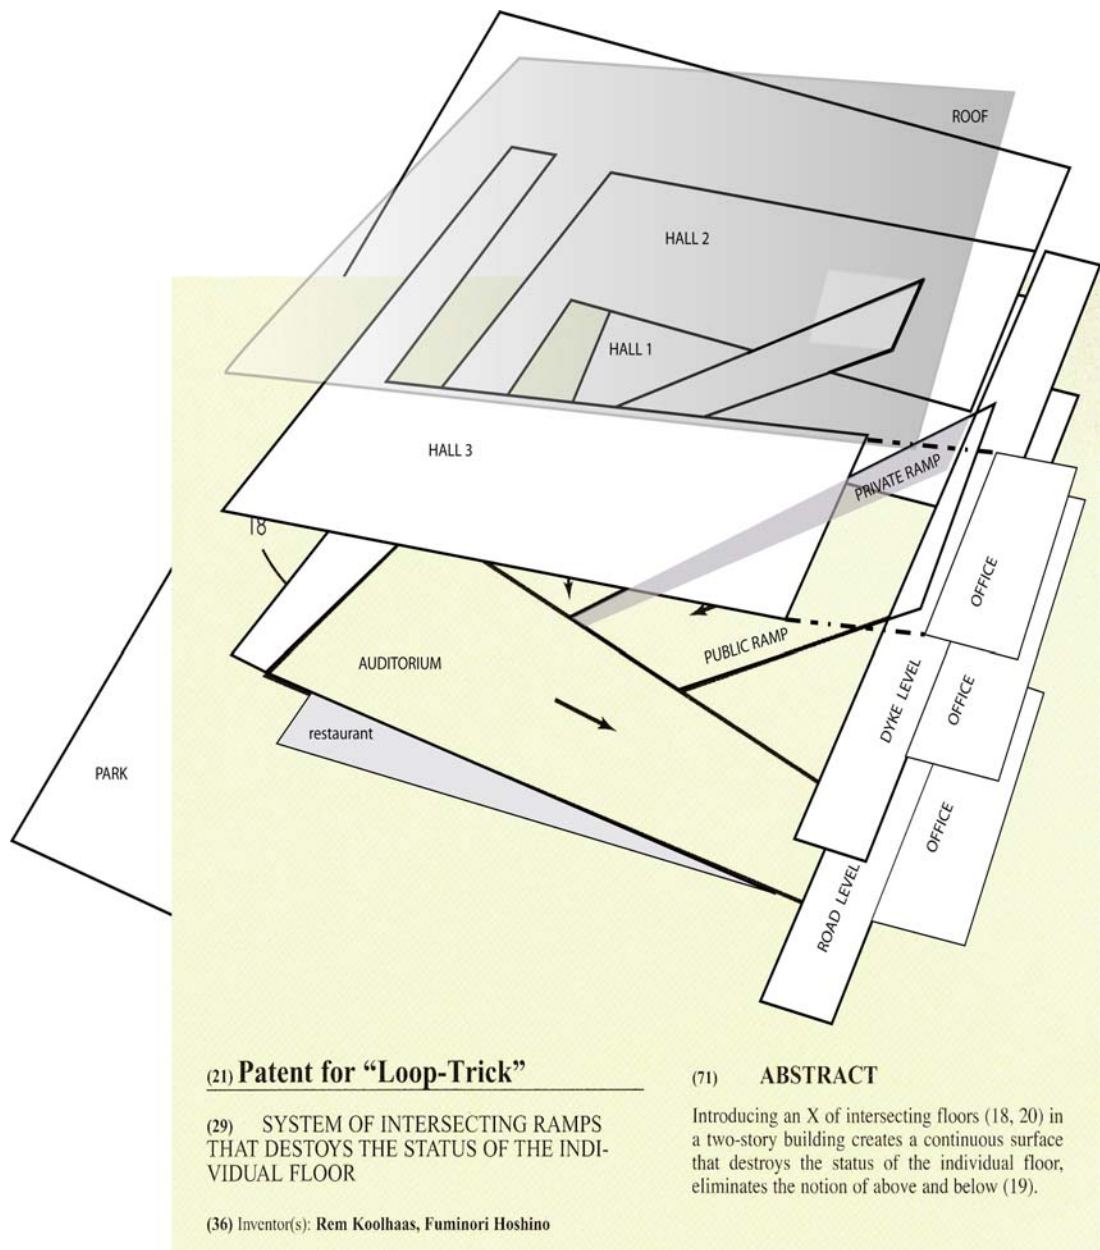 ROOF
HALL 2
HALL 1
HALL 3
PRIVATE RAMP
18
OFFICE
PUBLIC RAMP
AUDITORIUM
DYKE LEVEL
OFFICE
restaurant
PARK
OFFICE
ROAD LEVEL
(21) Patent for “Loop-Trick”
(29) SYSTEM OF INTERSECTING RAMPS
THAT DESTOYS THE STATUS OF THE INDI-
VIDUAL FLOOR
(36) Inventor(s): Rem Koolhaas, Fuminori Hoshino
(71) ABSTRACT
Introducing an X of intersecting floors (18, 20) in
a two-story building creates a continuous surface
that destroys the status of the individual floor,
eliminates the notion of above and below (19).